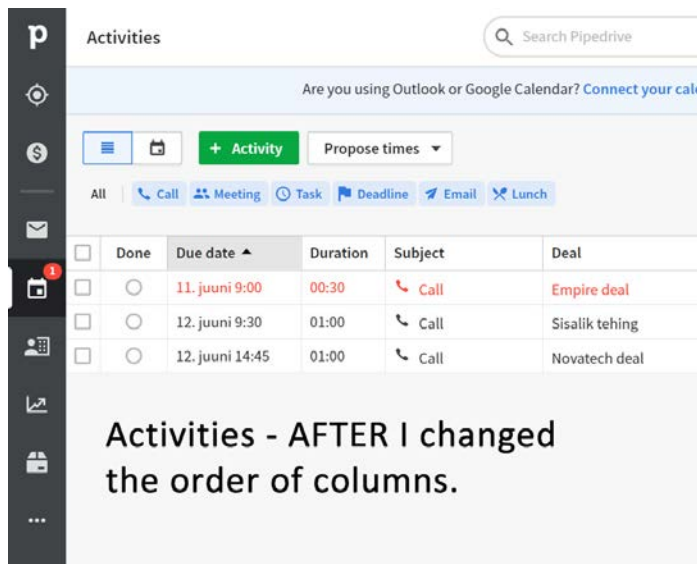 p
Activities
Search Pipedrive
Are you using Outlook or Google Calendar? Connect your cal
+ Activity
Propose times
All Call Meeting Task Deadline Email Lunch
Done Due date Duration Subject Deal
1
11. juuni 9:00 00:30 Call Empire deal
12. juuni 9:30 01:00 Call Sisalik tehing
12. juuni 14:45 01:00 Call Novatech deal
Activities - AFTER I changed
the order of columns.